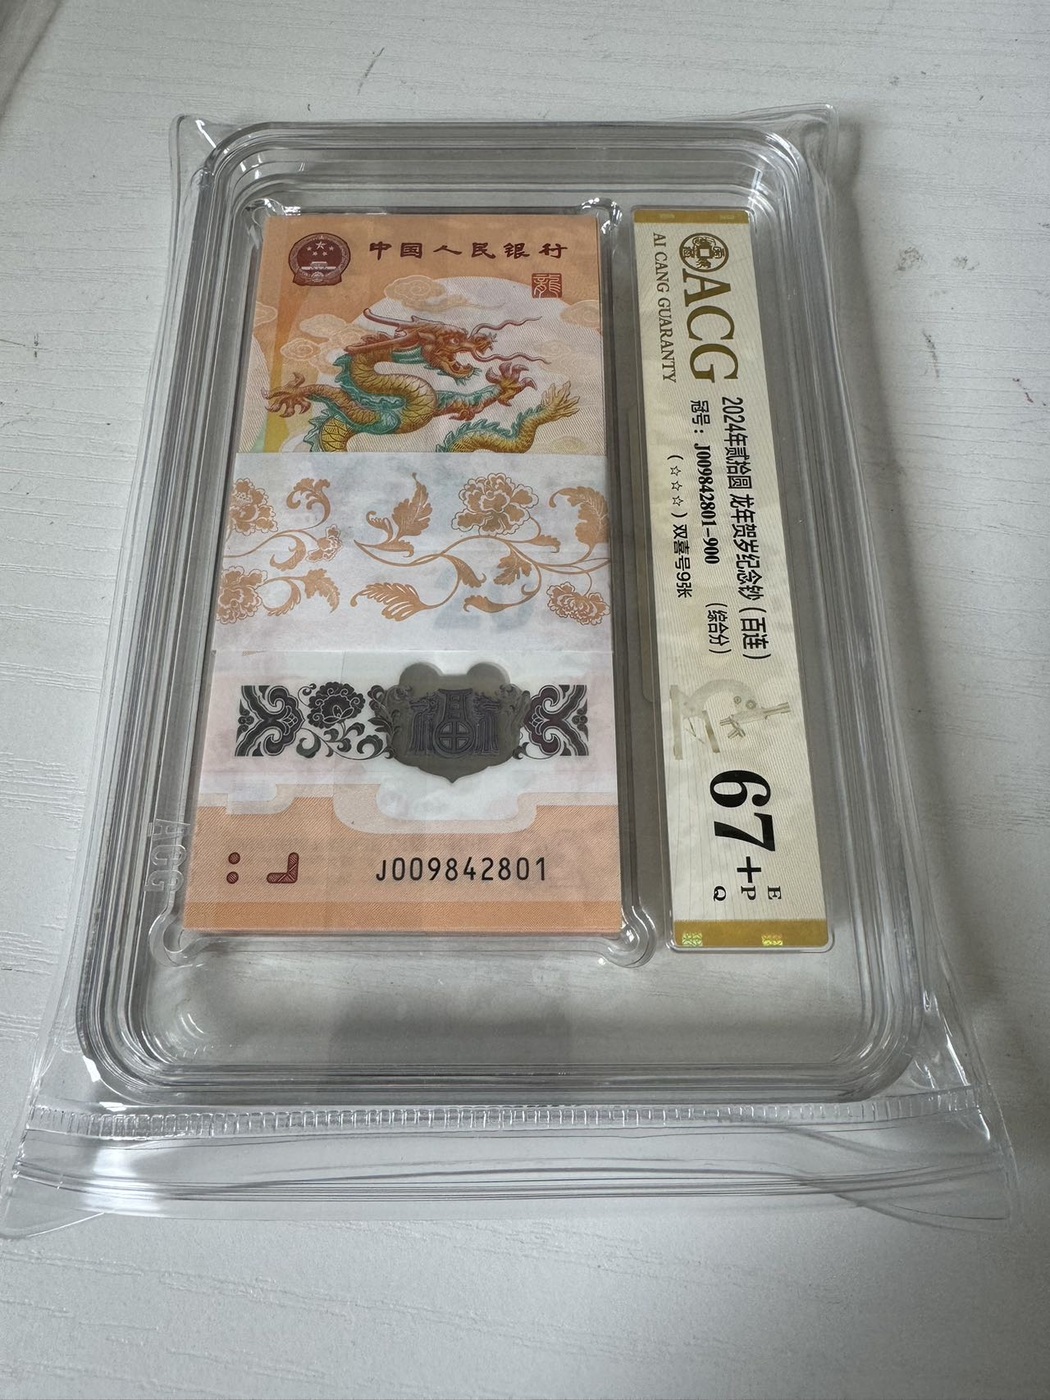 中国人民银行
龍
J009842801
ACG
AI CANG GUARANTY
ACG
2024年贰拾圆 龙年贺岁纪念钞（百连）
冠号：J009842801-900 （综合分）
（☆☆☆）双喜号9张
67+
E
P
Q